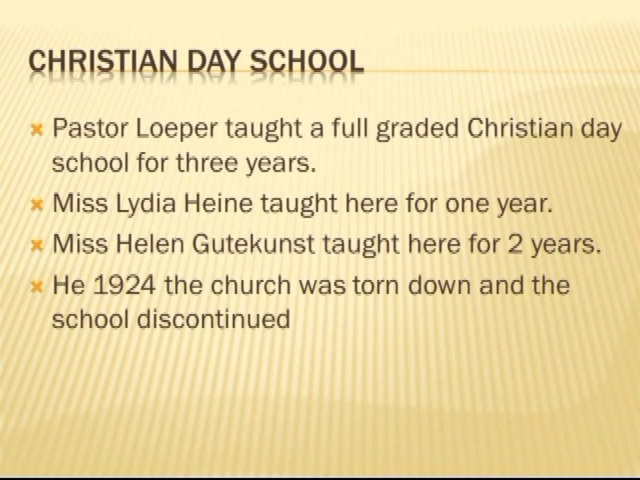 CHRISTIAN DAY SCHOOL
Pastor Loeper taught a full graded Christian day
school for three years.
Miss Lydia Heine taught here for one year.
Miss Helen Gutekunst taught here for 2 years.
He 1924 the church was torn down and the
school discontinued